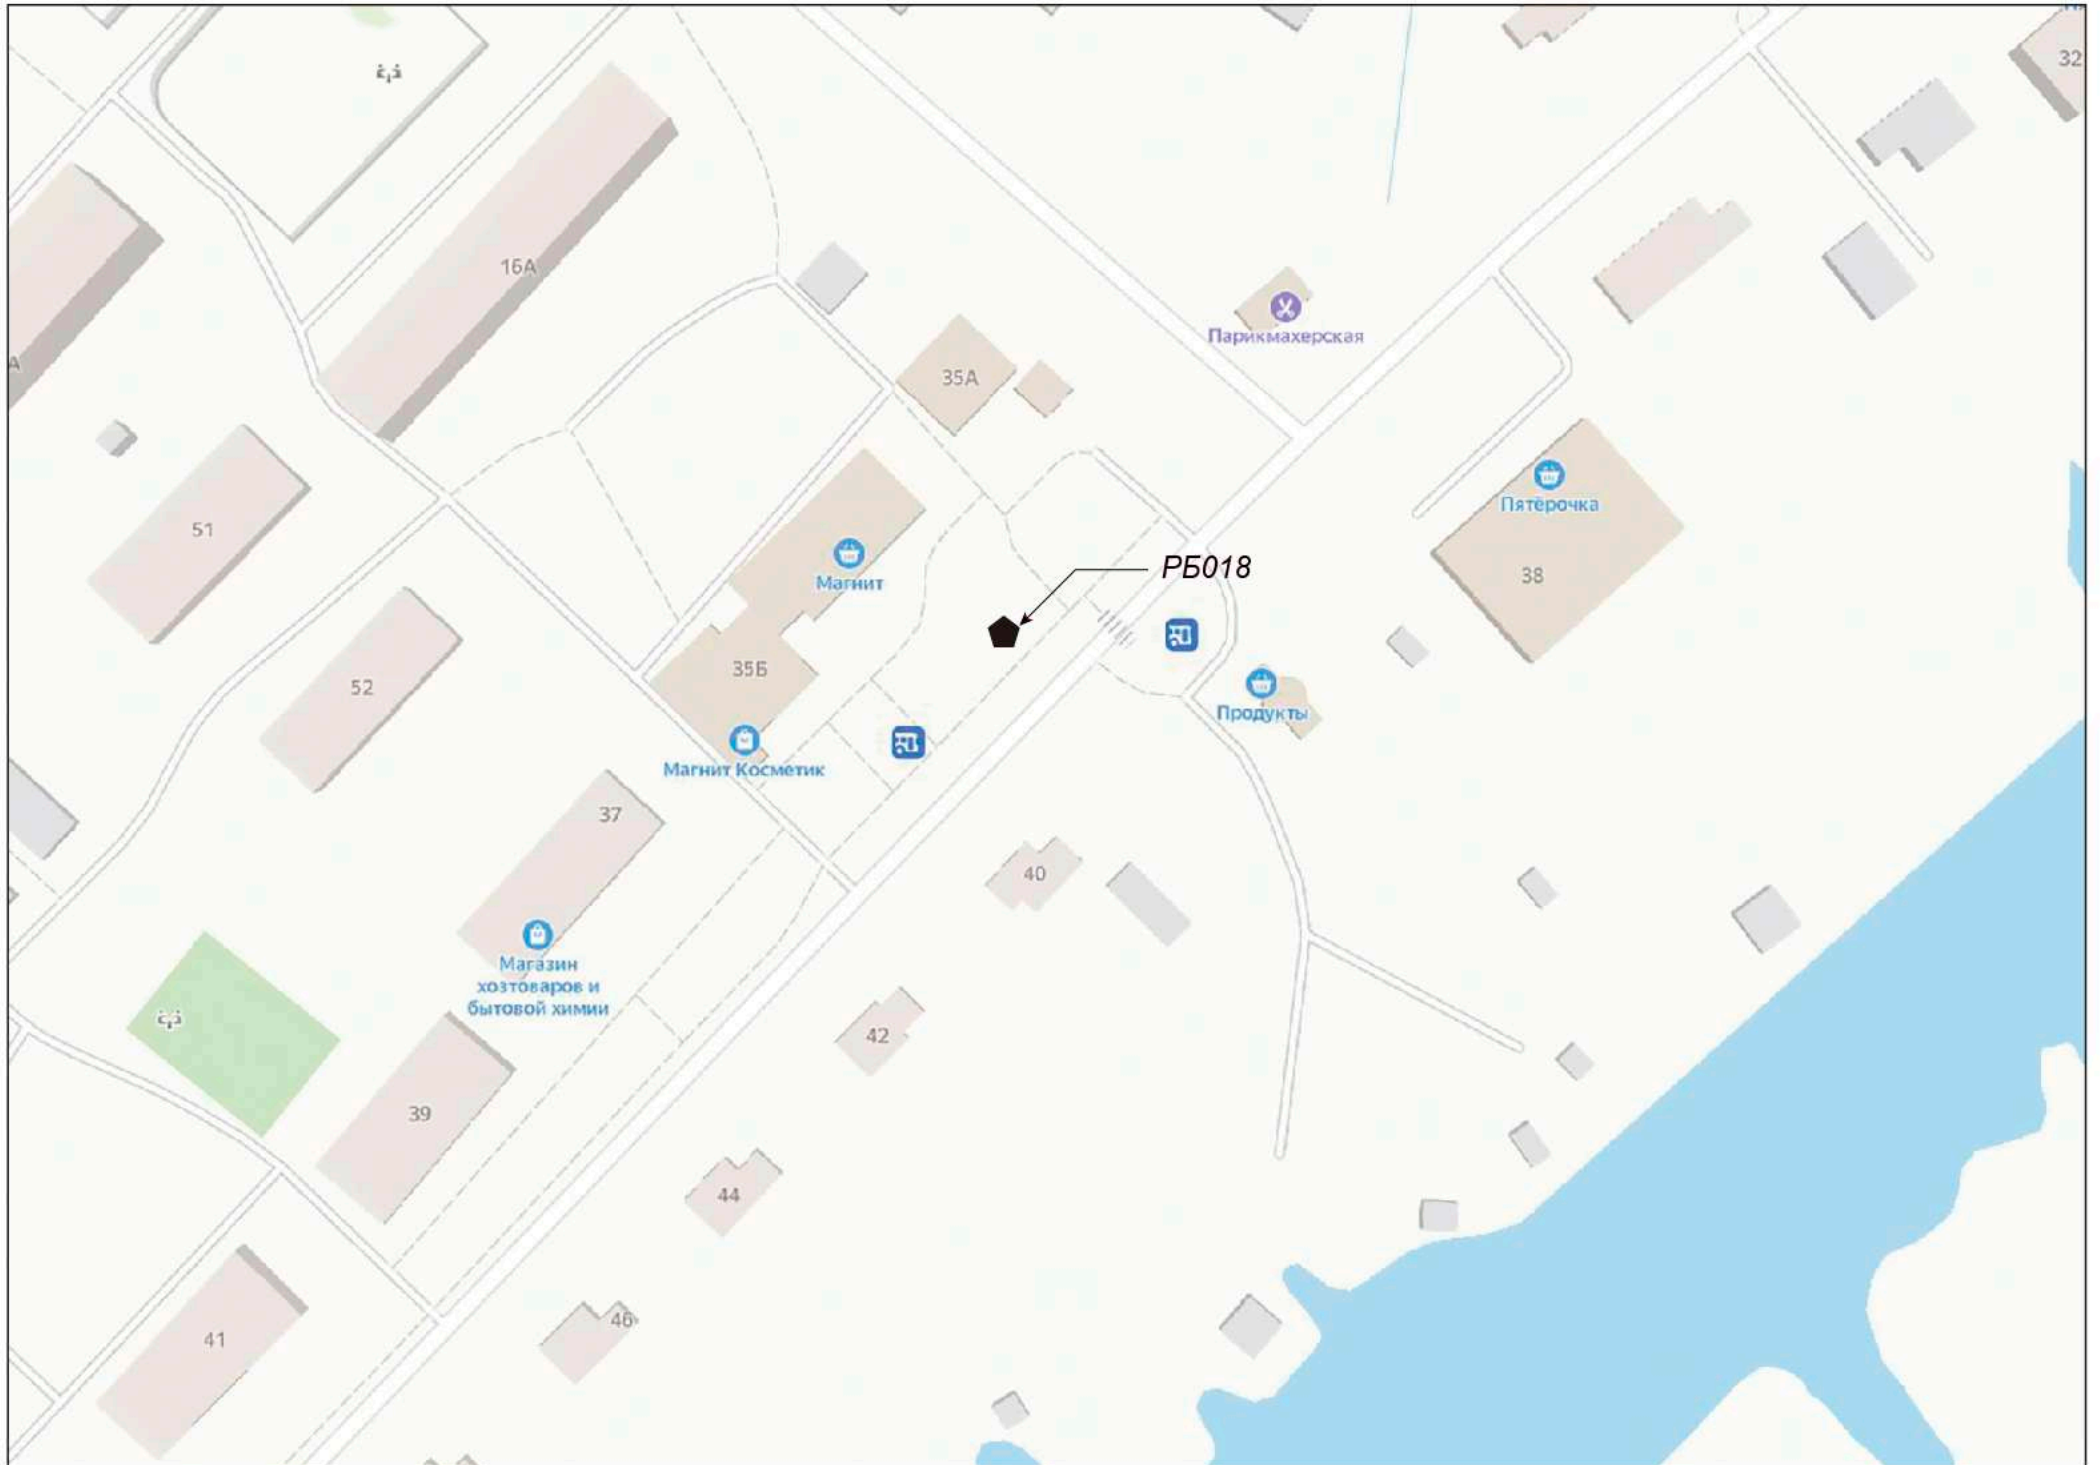 32
16А
Парикмахерская
А
35А
Пятёрочка
51
РБ018
38
Магнит
35Б
52
Продукты
Магнит Косметик
37
40
Магазин
хозтоваров и
бытовой химии
42
39
44
46
41